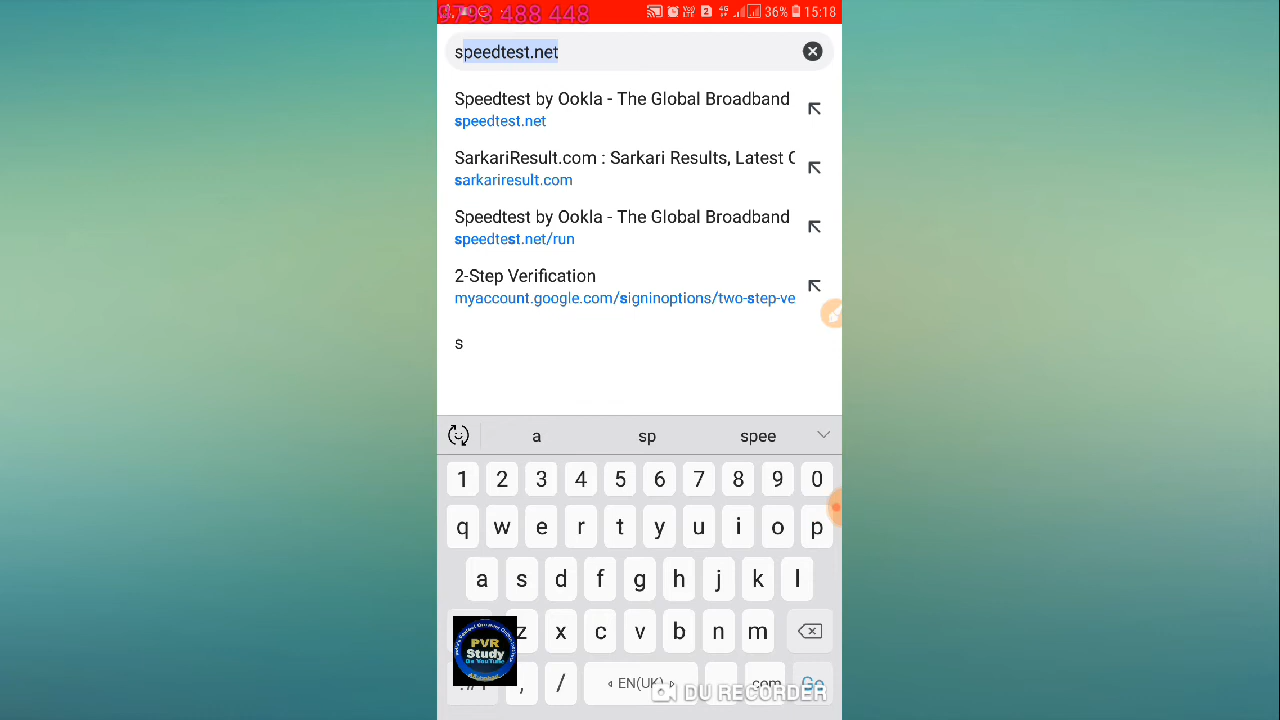 9793 488 448
36% 15:18
speedtest.net
Speedtest by Ookla - The Global Broadband
speedtest.net
SarkariResult.com : Sarkari Results, Latest
sarkariresult.com
Speedtest by Ookla - The Global Broadband
speedtest.net/run
2-Step Verification
myaccount.google.com/signinoptions/two-step-ve
s
a sp spee
1 2 3 4 5 6 7 8 9 0
q w e r t y u i o p
a s d f g h j k l
z x c v b n m
PVR
Study
On YouTube
, / EN(UK) .com Go
DU RECORDER